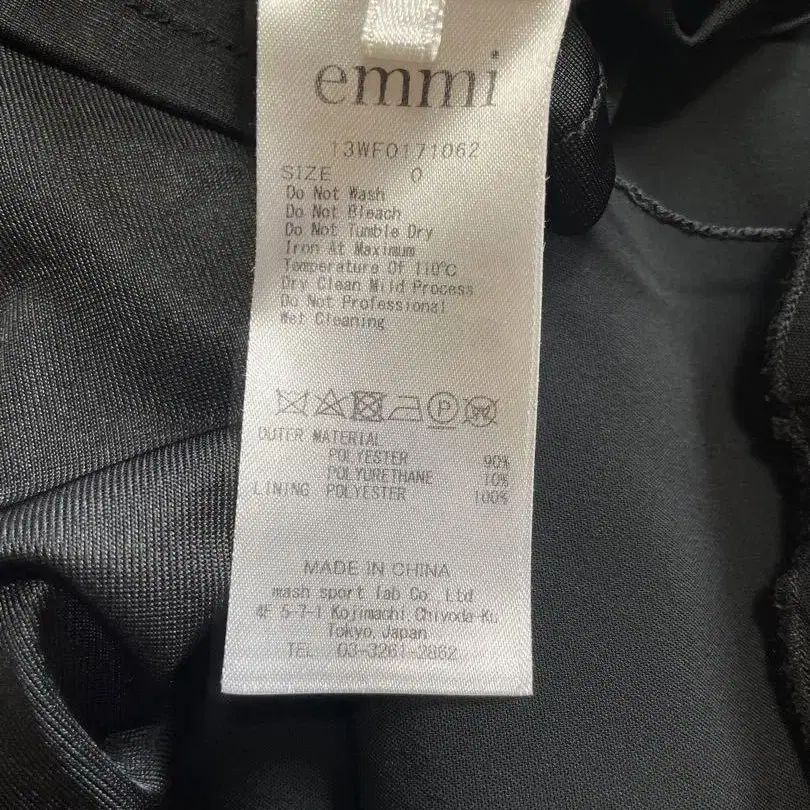 emmi
13WF0171062
SIZE 0
Do Not Wash
Do Not Bleach
Do Not Tumble Dry
Iron At Maximum
Temperature Of 110℃
Dry Clean Mild Process
Do Not Professional
Wet Cleaning
P W
OUTER MATERIAL
POLYESTER 90%
POLYURETHANE 10%
LINING POLYESTER 100%
MADE IN CHINA
mash sport lab Co. Ltd
4F 5-7-1 Kojimachi Chiyoda-Ku
Tokyo, Japan
TEL 03-3261-2862